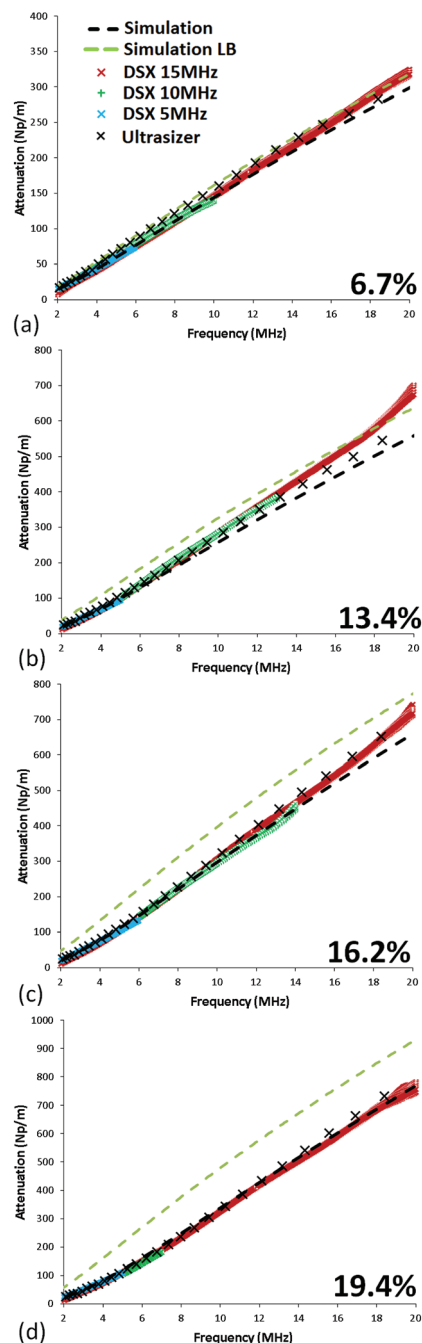 350
300
250
200
150
100
50
0
Attenuation (Np/m)
Simulation
Simulation LB
DSX 15MHz
DSX 10MHz
DSX 5MHz
Ultrasizer
6.7%
2 4 6 8 10 12 14 16 18 20
(a) Frequency (MHz)
800
700
600
500
400
300
200
100
0
Attenuation (Np/m)
13.4%
2 4 6 8 10 12 14 16 18 20
(b) Frequency (MHz)
800
700
600
500
400
300
200
100
0
Attenuation (Np/m)
16.2%
2 4 6 8 10 12 14 16 18 20
(c) Frequency (MHz)
1000
900
800
700
600
500
400
300
200
100
0
Attenuation (Np/m)
19.4%
2 4 6 8 10 12 14 16 18 20
(d) Frequency (MHz)